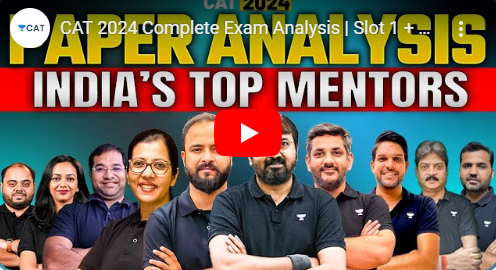 CAT 2024
CAT
CAT 2024 Complete Exam Analysis | Slot 1 + ...
PAPER ANALYSIS
INDIA'S TOP MENTORS